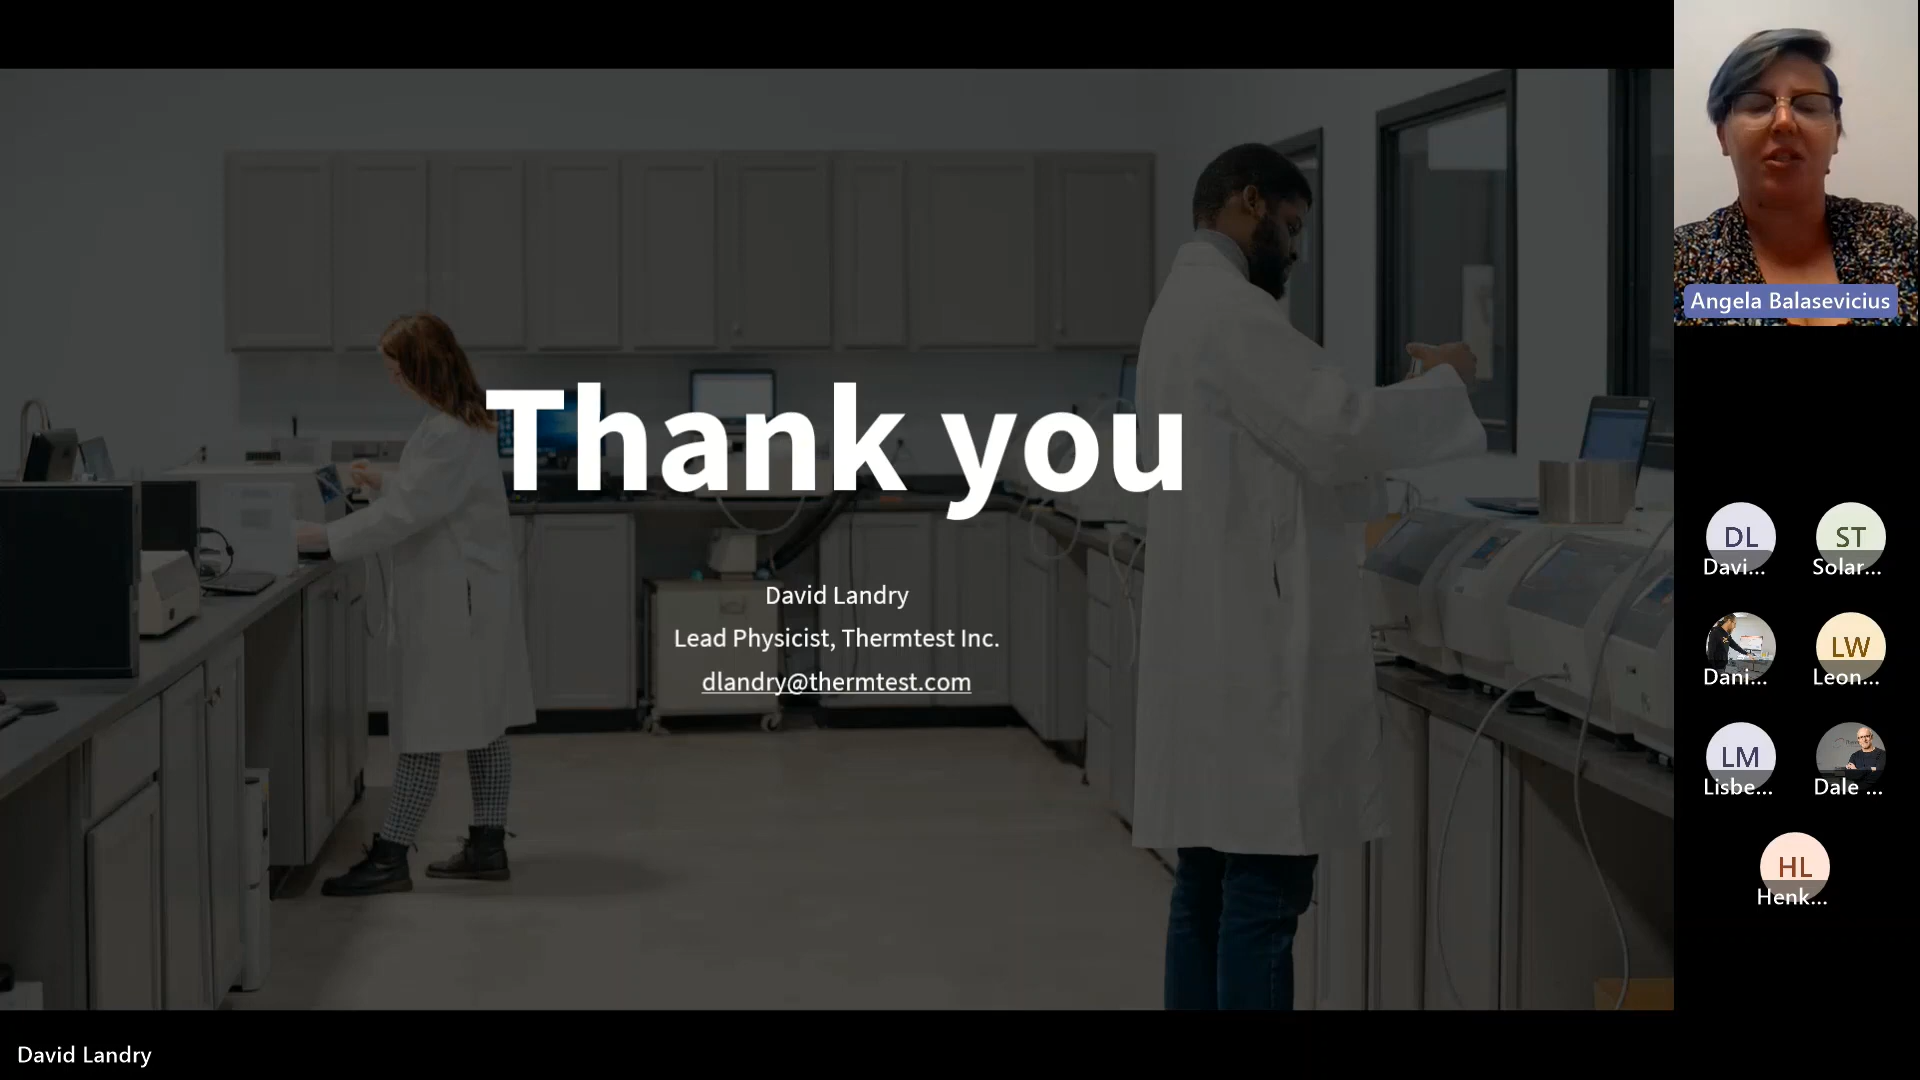 Thank you
David Landry
Lead Physicist, Thermtest Inc.
dlandry@thermtest.com
Angela Balasevicius
DL
Davi...
ST
Solar...
Dani...
LW
Leon...
LM
Lisbe...
Dale ...
HL
Henk...
David Landry